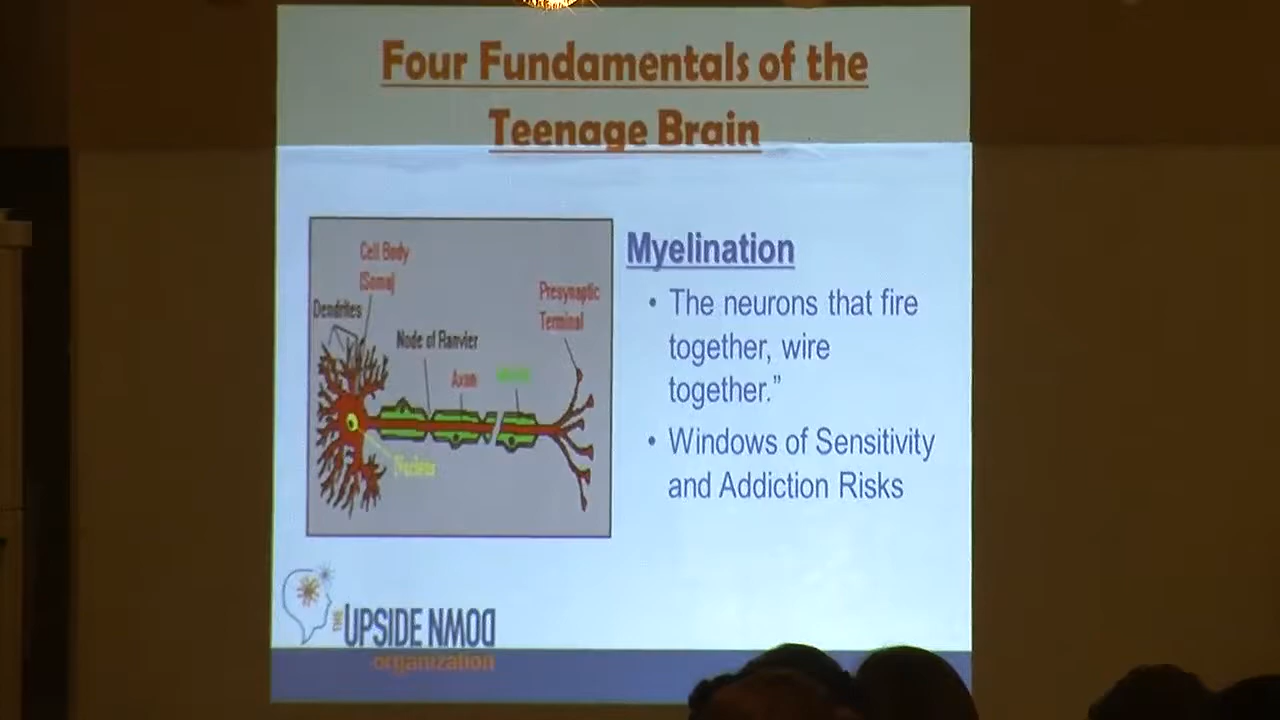 Four Fundamentals of the
Teenage Brain
Cell Body
(Soma)
Dendrites
Presynaptic
Terminal
Node of Ranvier
Axon
Nucleus
Myelination
• The neurons that fire
together, wire
together.”
• Windows of Sensitivity
and Addiction Risks
THE UPSIDE DOWN
organization